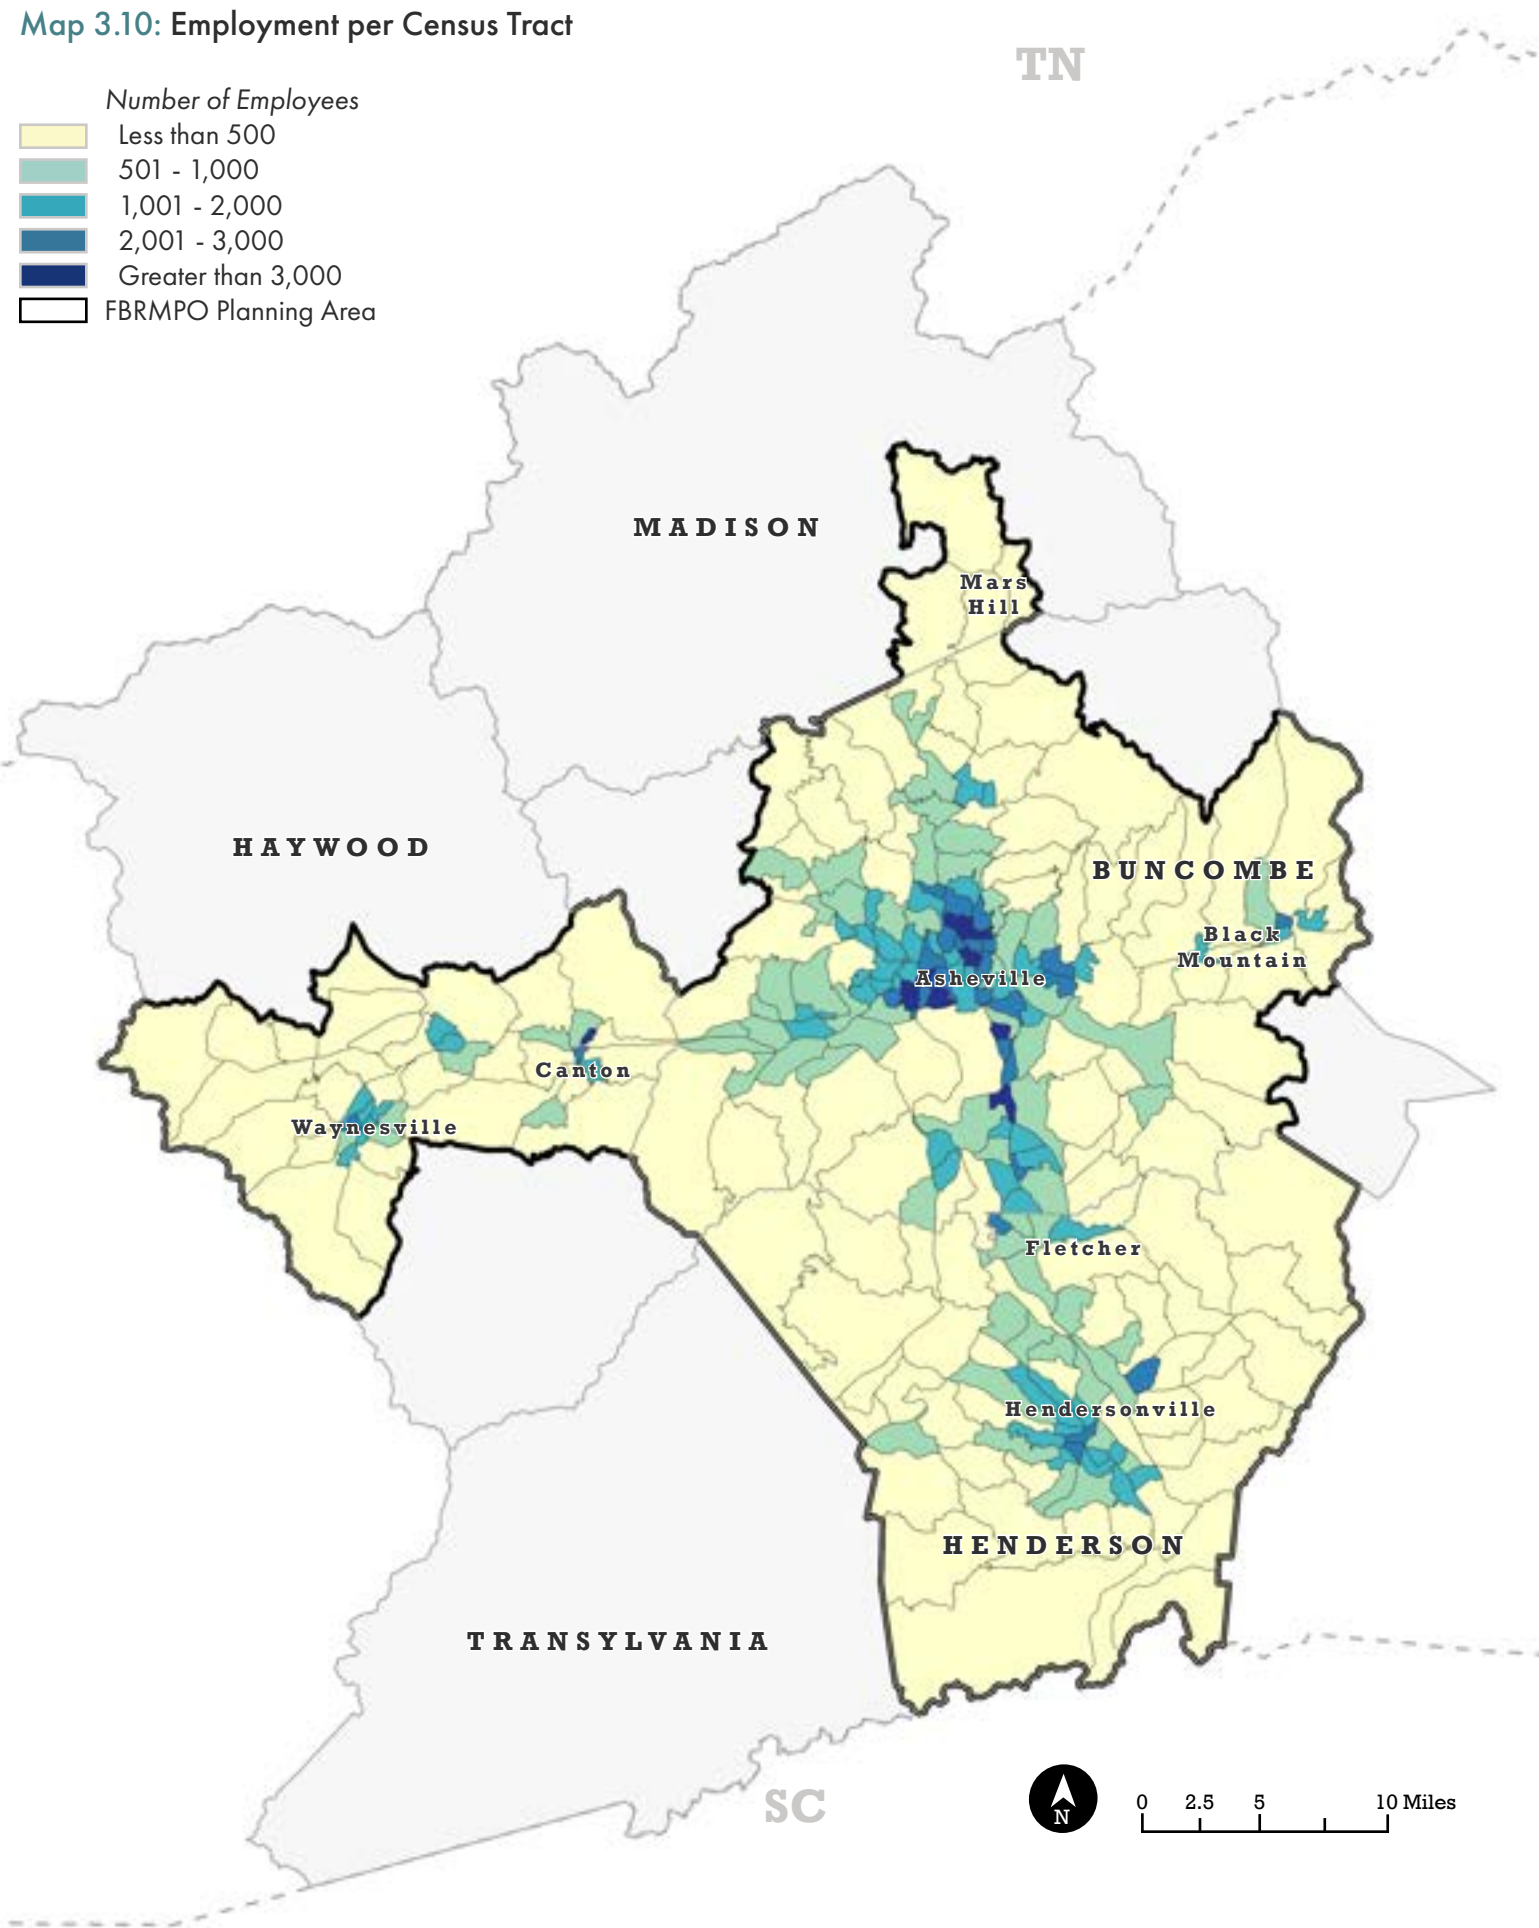 Map 3.10: Employment per Census Tract
TN
Number of Employees
Less than 500
501 - 1,000
1,001 - 2,000
2,001 - 3,000
Greater than 3,000
FBRMPO Planning Area
MADISON
Mars
Hill
HAYWOOD
BUNCOMBE
Black
Mountain
Asheville
Canton
Waynesville
Fletcher
Hendersonville
HENDERSON
TRANSYLVANIA
SC
N
0 2.5 5 10 Miles